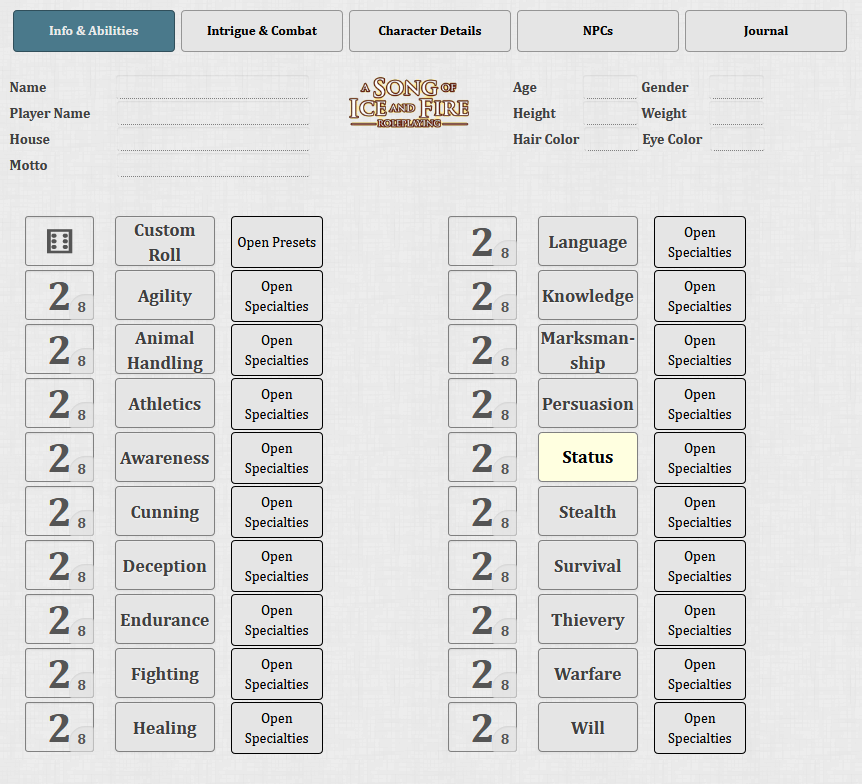 Info & Abilities
Intrigue & Combat
Character Details
NPCs
Journal
Name
Player Name
House
Motto
A SONG OF
ICE AND FIRE
ROLEPLAYING
Age
Gender
Height
Weight
Hair Color
Eye Color
Custom
Roll
Open Presets
2 8
Agility
Open
Specialties
2 8
Animal
Handling
Open
Specialties
2 8
Athletics
Open
Specialties
2 8
Awareness
Open
Specialties
2 8
Cunning
Open
Specialties
2 8
Deception
Open
Specialties
2 8
Endurance
Open
Specialties
2 8
Fighting
Open
Specialties
2 8
Healing
Open
Specialties
2 8
Language
Open
Specialties
2 8
Knowledge
Open
Specialties
2 8
Marksman-
ship
Open
Specialties
2 8
Persuasion
Open
Specialties
2 8
Status
Open
Specialties
2 8
Stealth
Open
Specialties
2 8
Survival
Open
Specialties
2 8
Thievery
Open
Specialties
2 8
Warfare
Open
Specialties
2 8
Will
Open
Specialties